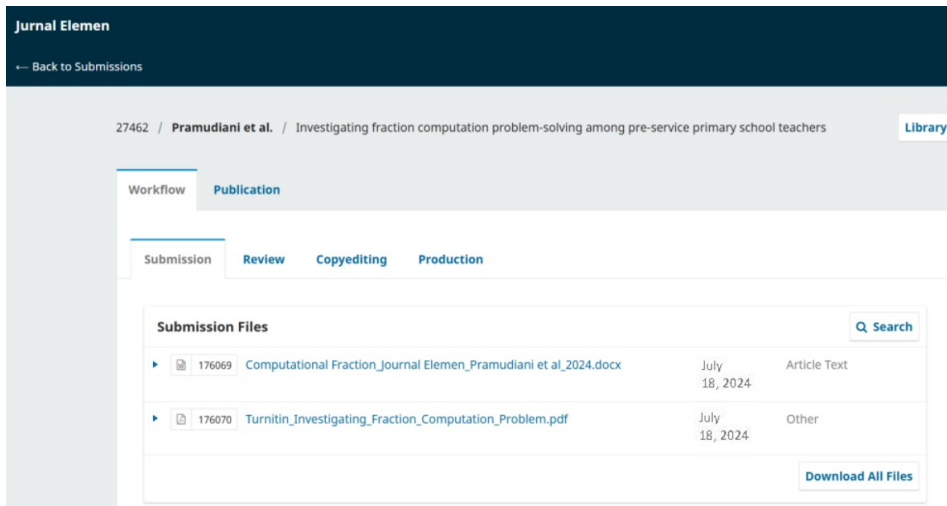 Jurnal Elemen
← Back to Submissions
27462 / Pramudiani et al. / Investigating fraction computation problem-solving among pre-service primary school teachers
Library
Workflow Publication
Submission Review Copyediting Production
Submission Files
Search
176069 Computational Fraction_Journal Elemen_Pramudiani et al_2024.docx July Article Text
18, 2024
176070 Turnitin_Investigating_Fraction_Computation_Problem.pdf July Other
18, 2024
Download All Files